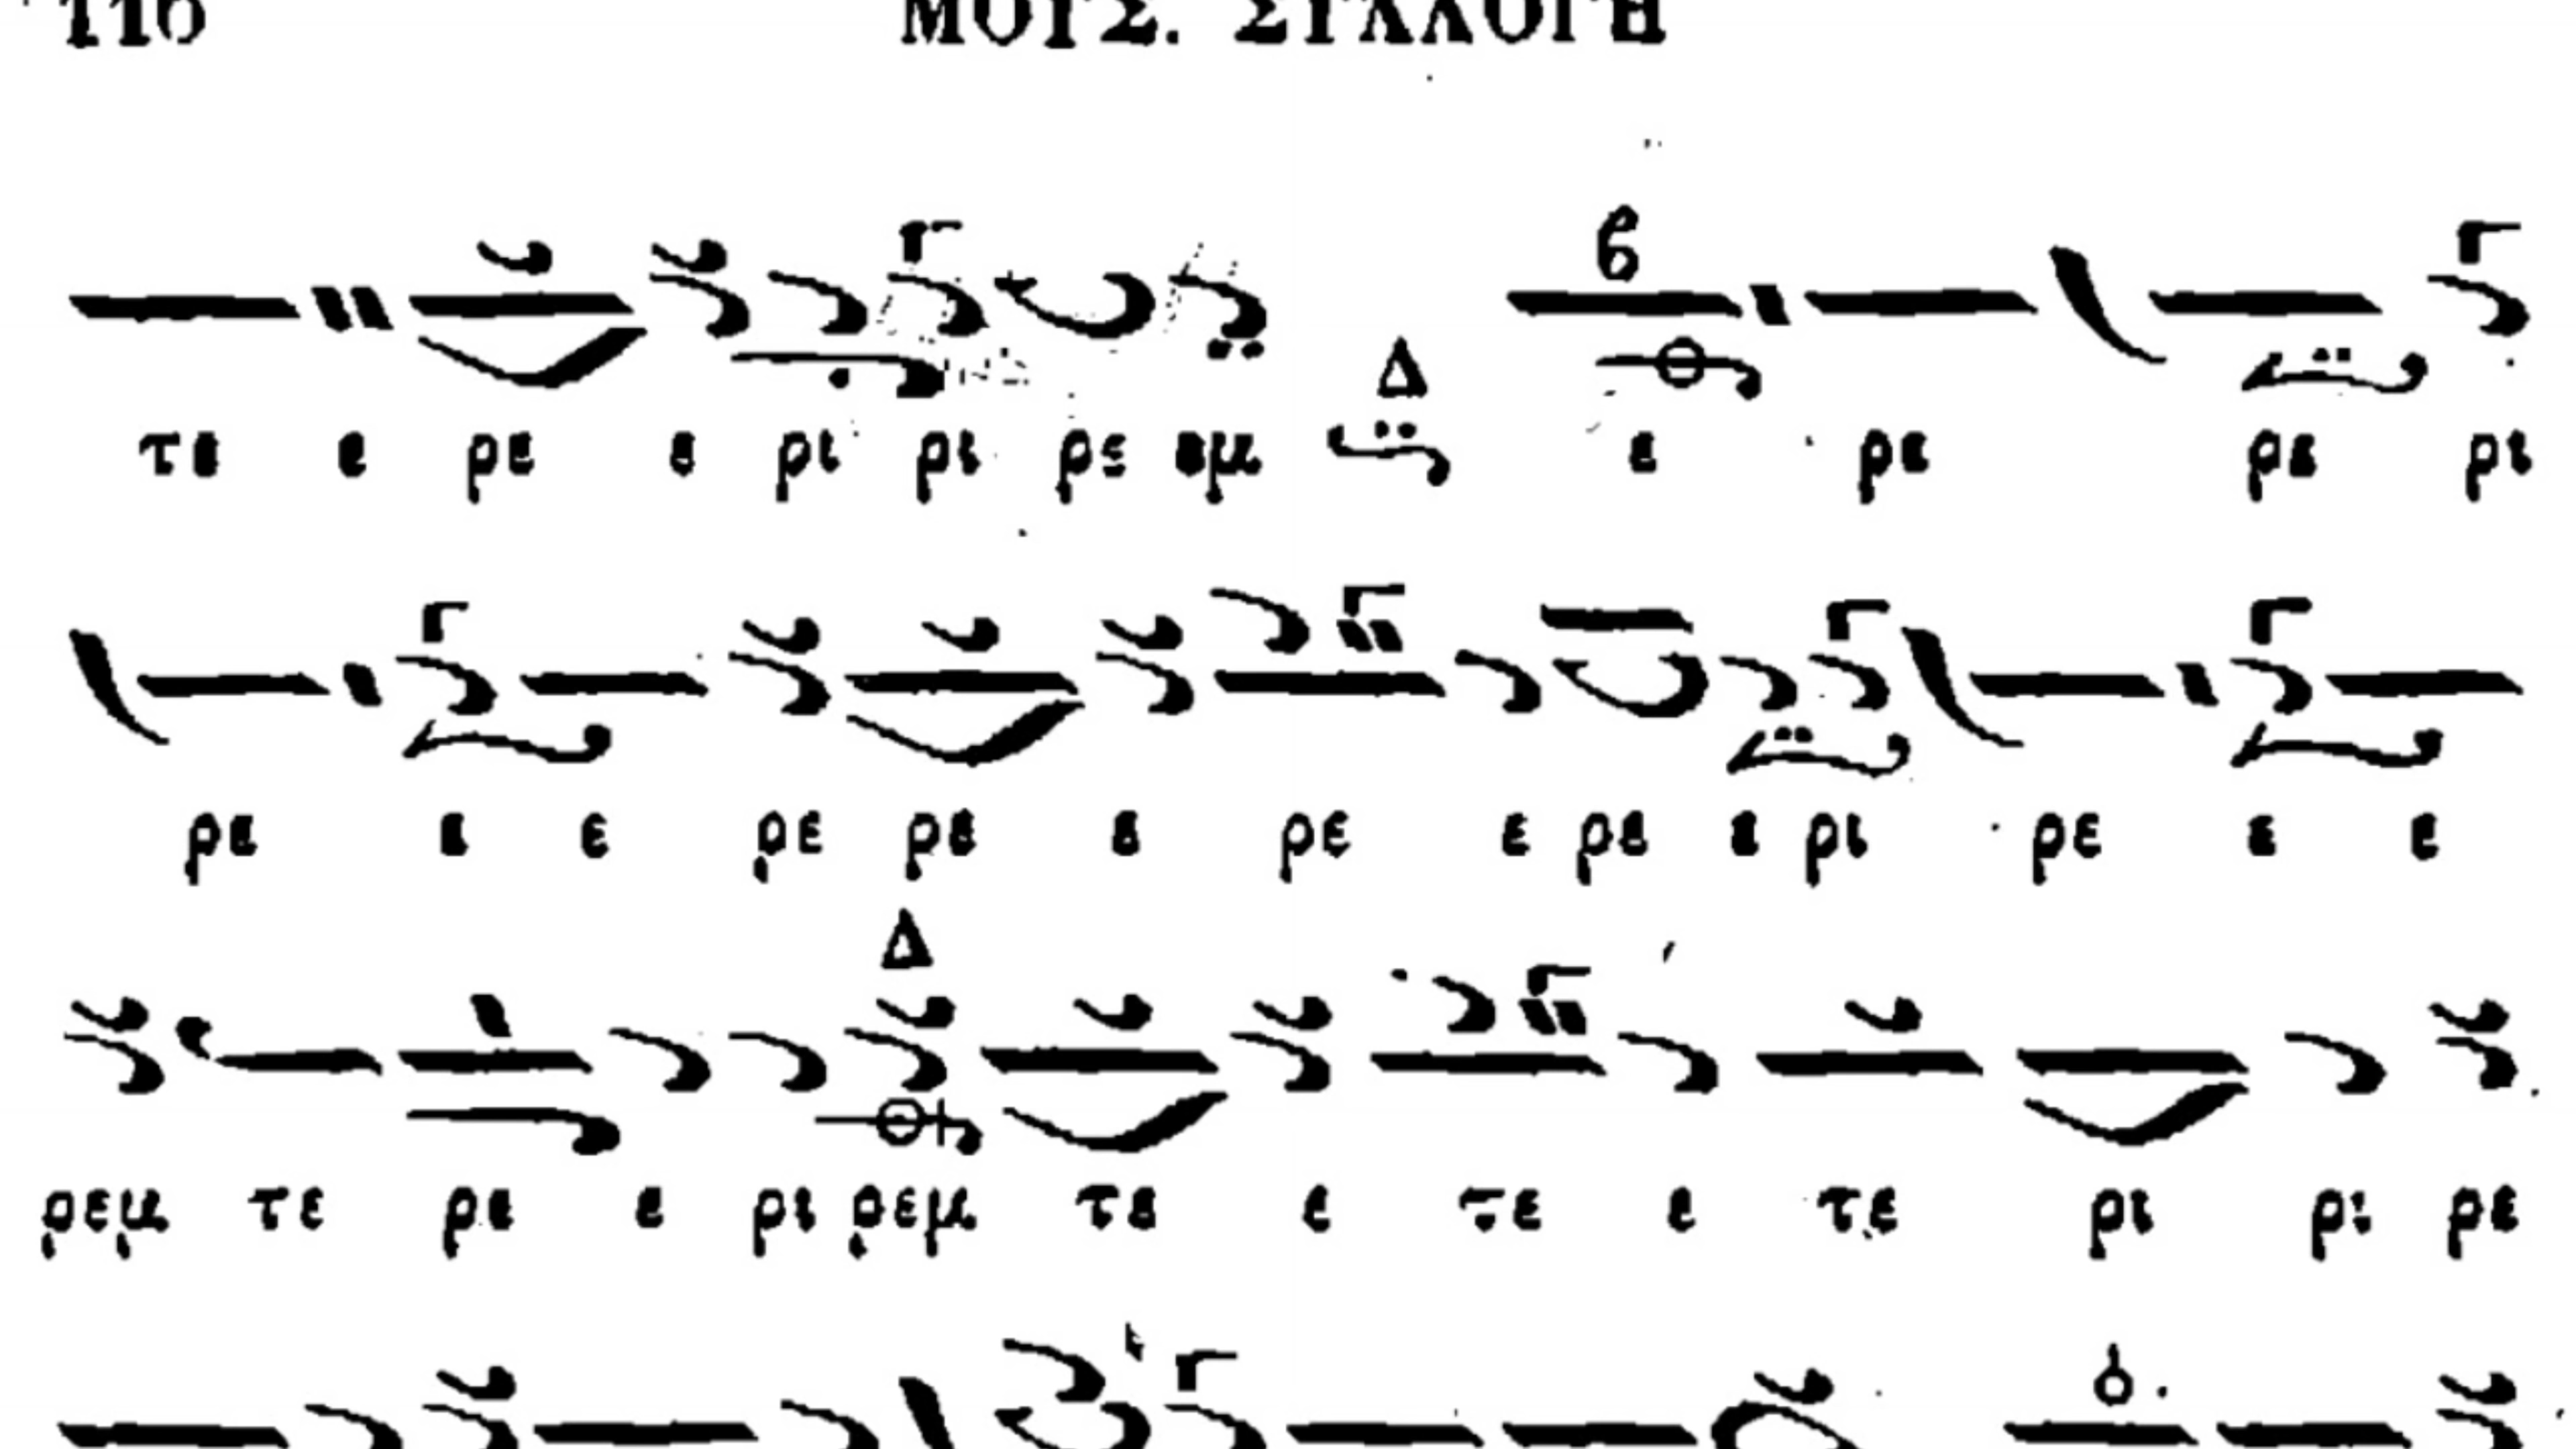 116 ΜΟΥΣ. ΣΥΛΛΟΓΗ
τε ε ρε ε ρι ρι ρε εμ Δ ε ρε ρε ρι
ρε ε ε ρε ρε ε ρε ε ρε ε ρι ρε ε ε
ρεμ τε ρε ε ρι ρεμ τε ε τε ε τε ρι ρι ρε